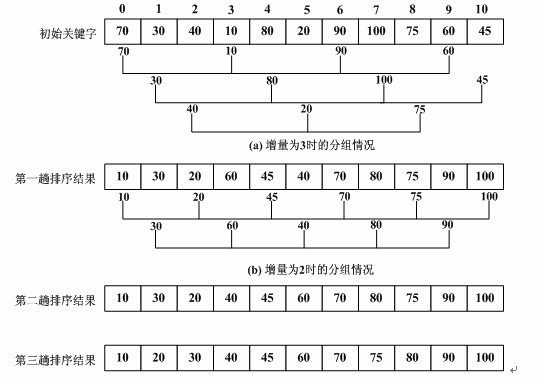 0 1 2 3 4 5 6 7 8 9 10
初始关键字 70 30 40 10 80 20 90 100 75 60 45
70 10 90 60
30 80 100 45
40 20 75
(a) 增量为3时的分组情况
第一趟排序结果 10 30 20 60 45 40 70 80 75 90 100
10 20 45 70 75 100
30 60 40 80 90
(b) 增量为2时的分组情况
第二趟排序结果 10 30 20 40 45 60 70 80 75 90 100
第三趟排序结果 10 20 30 40 45 60 70 75 80 90 100